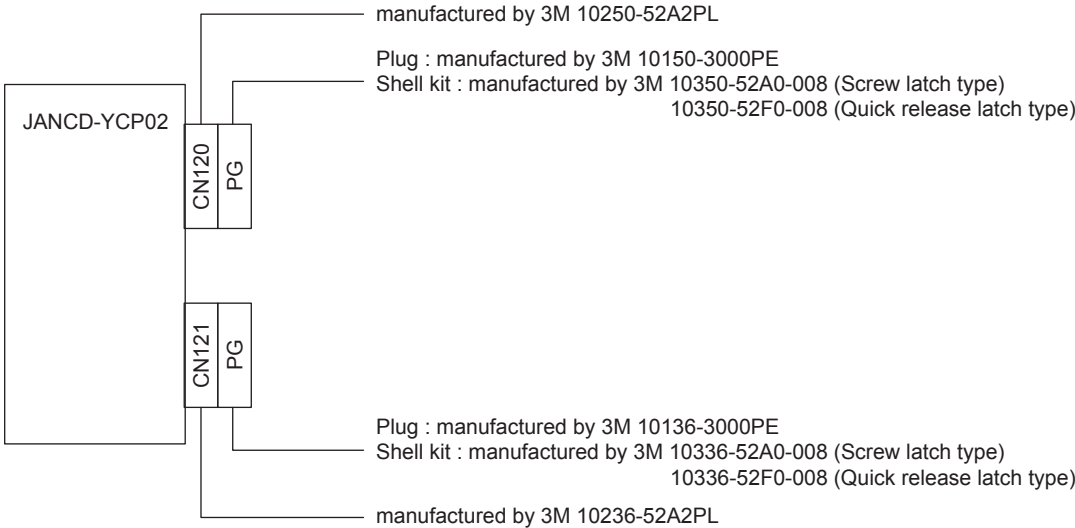 manufactured by 3M 10250-52A2PL
Plug : manufactured by 3M 10150-3000PE
Shell kit : manufactured by 3M 10350-52A0-008 (Screw latch type)
10350-52F0-008 (Quick release latch type)
JANCD-YCP02
CN120
PG
CN121
PG
Plug : manufactured by 3M 10136-3000PE
Shell kit : manufactured by 3M 10336-52A0-008 (Screw latch type)
10336-52F0-008 (Quick release latch type)
manufactured by 3M 10236-52A2PL